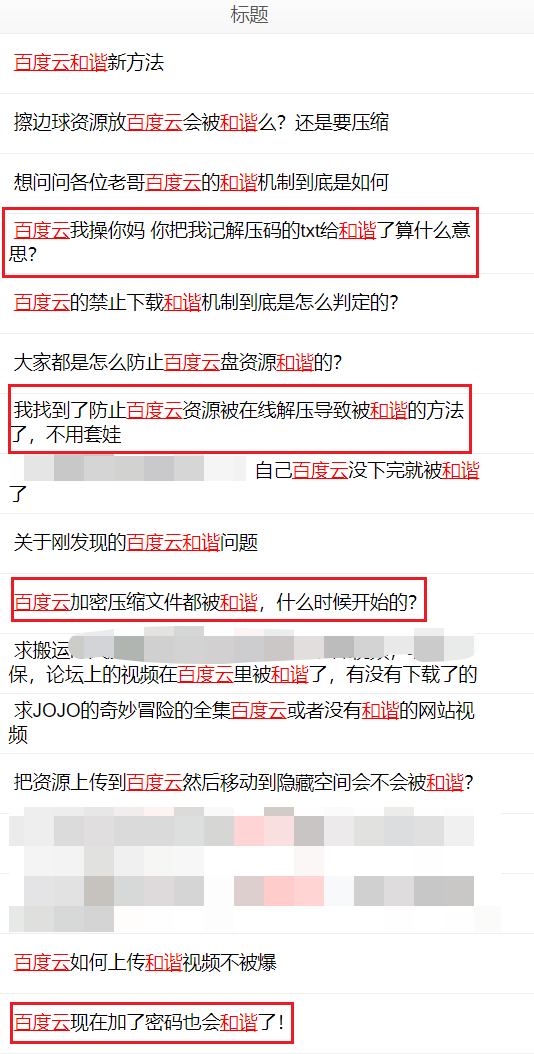 标题
百度云和谐新方法
擦边球资源放百度云会被和谐么？还是要压缩
想问问各位老哥百度云的和谐机制到底是如何
百度云我操你妈 你把我记解压码的txt给和谐了算什么意
思？
百度云的禁止下载和谐机制到底是怎么判定的？
大家都是怎么防止百度云盘资源和谐的？
我找到了防止百度云资源被在线解压导致被和谐的方法
了，不用套娃
自己百度云没下完就被和谐
了
关于刚发现的百度云和谐问题
百度云加密压缩文件都被和谐，什么时候开始的？
求搬运
保，论坛上的视频在百度云里被和谐了，有没有下载了的
求JOJO的奇妙冒险的全集百度云或者没有和谐的网站视
频
把资源上传到百度云然后移动到隐藏空间会不会被和谐？
百度云如何上传和谐视频不被爆
百度云现在加了密码也会和谐了！